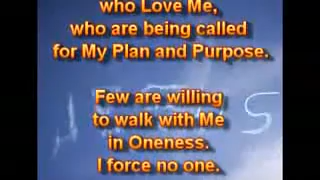 who Love Me,
who are being called
for My Plan and Purpose.
Few are willing
to walk with Me
in Oneness.
I force no one.